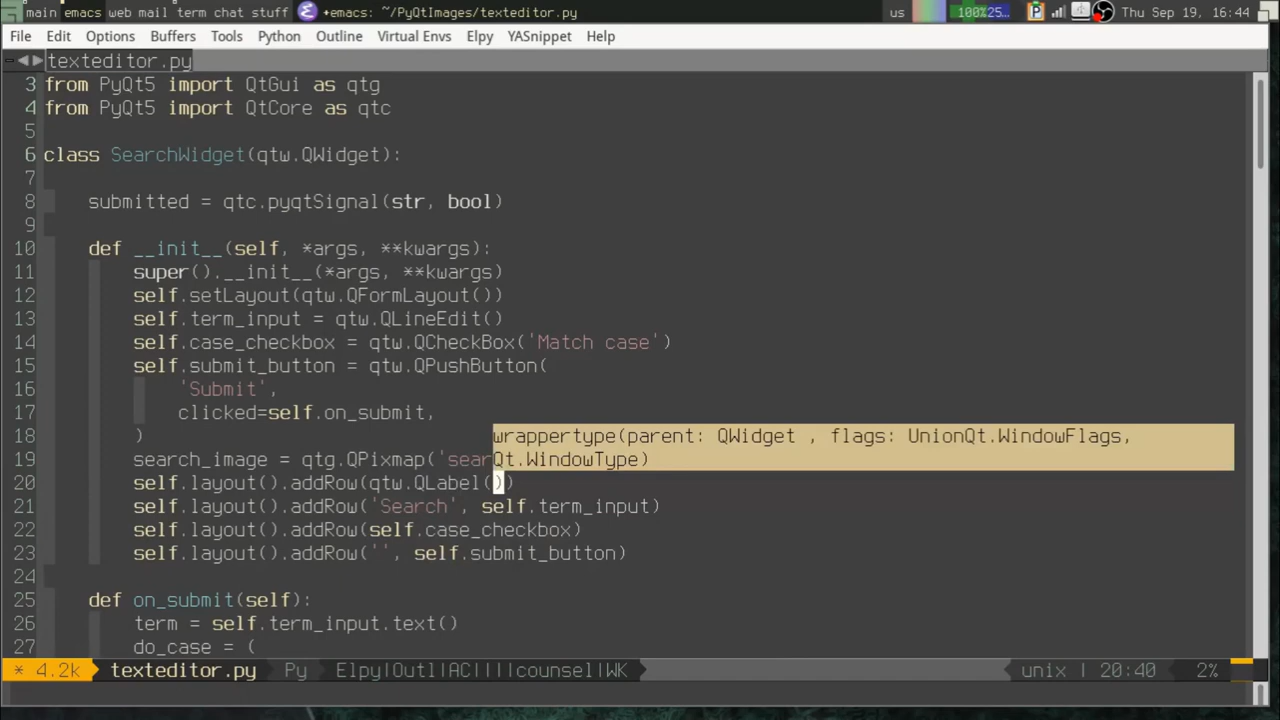 main emacs web mail term chat stuff +emacs: ~/PyQtImages/texteditor.py us 100%25... Thu Sep 19, 16:44
File Edit Options Buffers Tools Python Outline Virtual Envs Elpy YASnippet Help
texteditor.py
3 from PyQt5 import QtGui as qtg
4 from PyQt5 import QtCore as qtc
5
6 class SearchWidget(qtw.QWidget):
7
8 submitted = qtc.pyqtSignal(str, bool)
9
10 def __init__(self, *args, **kwargs):
11 super().__init__(*args, **kwargs)
12 self.setLayout(qtw.QFormLayout())
13 self.term_input = qtw.QLineEdit()
14 self.case_checkbox = qtw.QCheckBox('Match case')
15 self.submit_button = qtw.QPushButton(
16 'Submit',
17 clicked=self.on_submit,
18 ) wrappertype(parent: QWidget , flags: UnionQt.WindowFlags,
19 search_image = qtg.QPixmap('sear Qt.WindowType)
20 self.layout().addRow(qtw.QLabel())
21 self.layout().addRow('Search', self.term_input)
22 self.layout().addRow(self.case_checkbox)
23 self.layout().addRow('', self.submit_button)
24
25 def on_submit(self):
26 term = self.term_input.text()
27 do_case = (
* 4.2k texteditor.py Py Elpy|Outl|AC||||counsel|WK unix | 20:40 2%